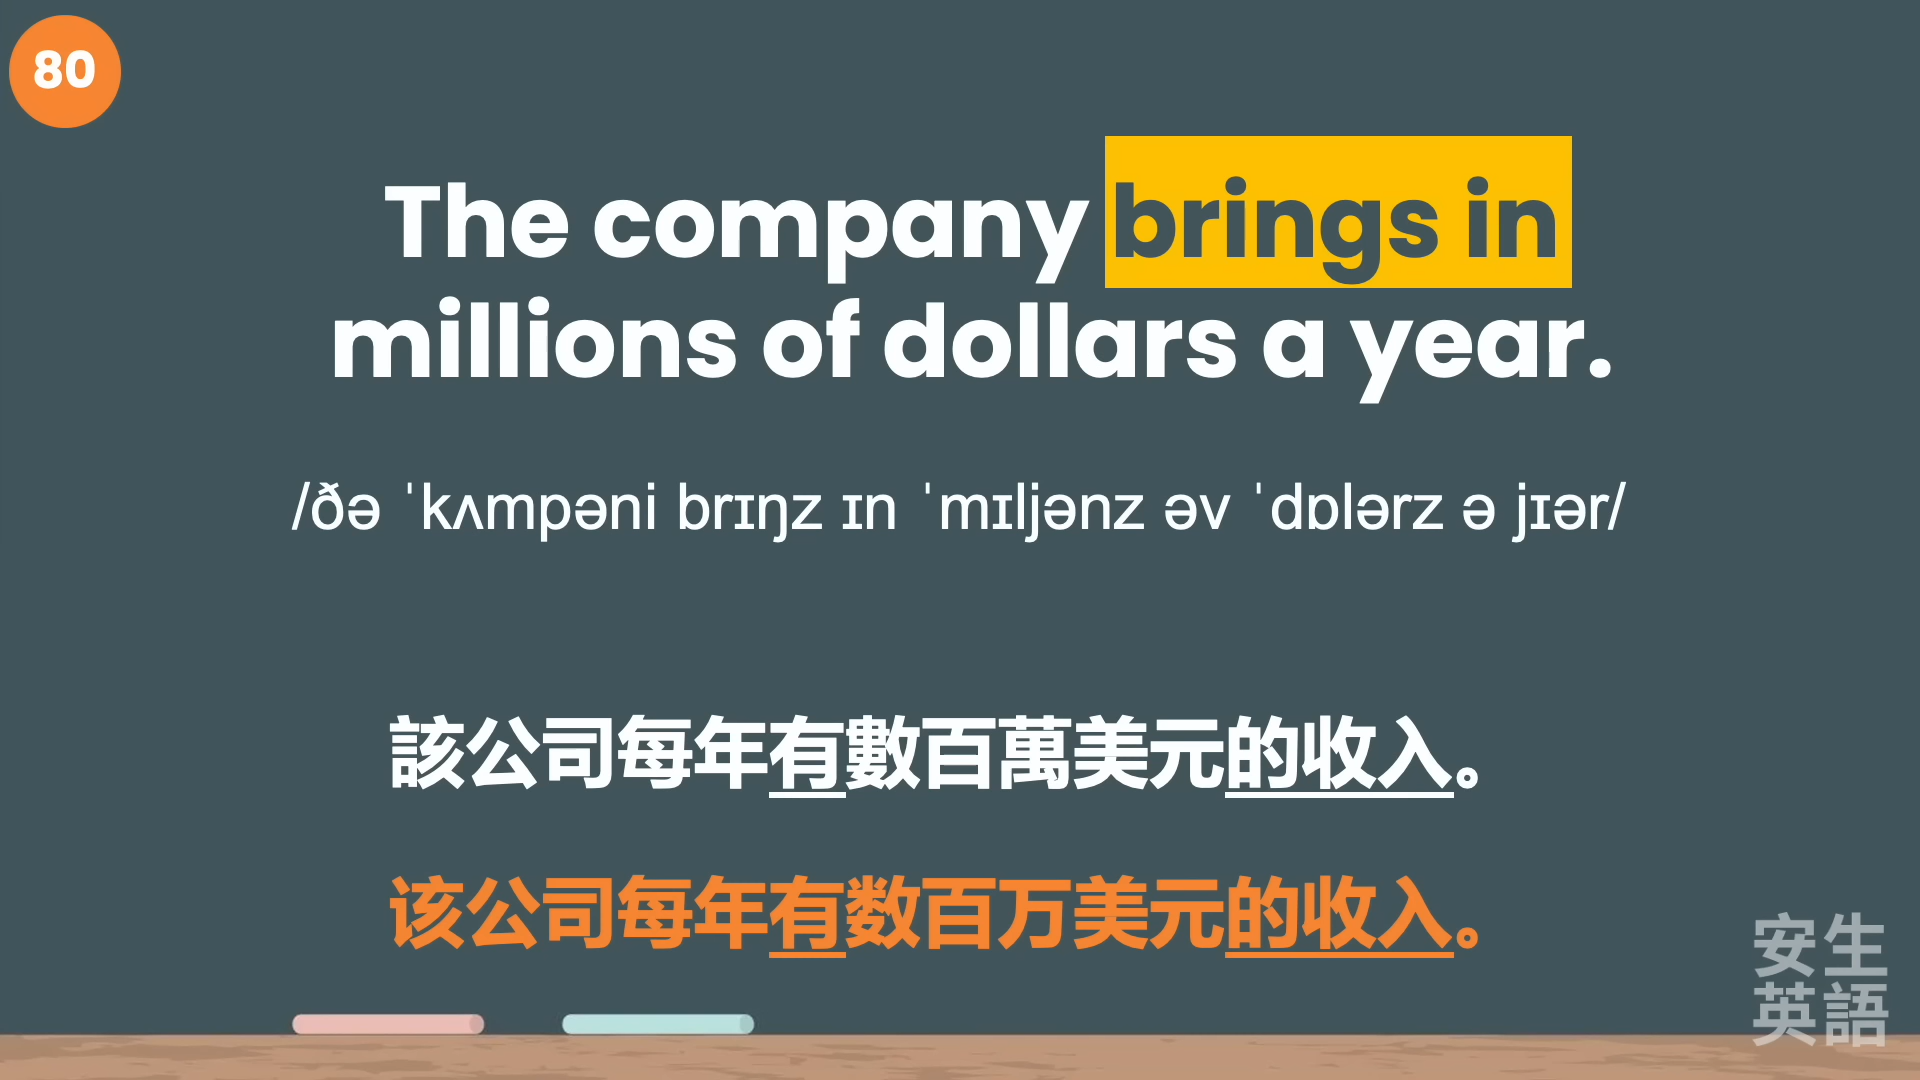 80
The company brings in
millions of dollars a year.
/ðə ˈkʌmpəni brɪŋz ɪn ˈmɪljənz əv ˈdɒlərz ə jɪər/
該公司每年有數百萬美元的收入。
该公司每年有数百万美元的收入。
安生
英語